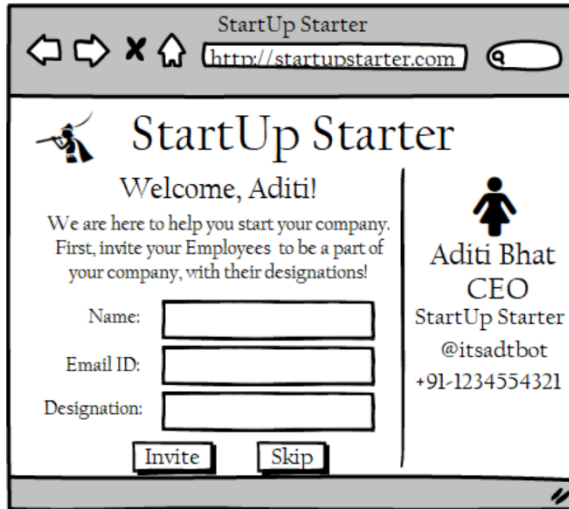 StartUp Starter
http://startupstarter.com
StartUp Starter
Welcome, Aditi!
We are here to help you start your company.
First, invite your Employees to be a part of
your company, with their designations!
Name:
Email ID:
Designation:
Invite
Skip
Aditi Bhat
CEO
StartUp Starter
@itsadtbot
+91-1234554321